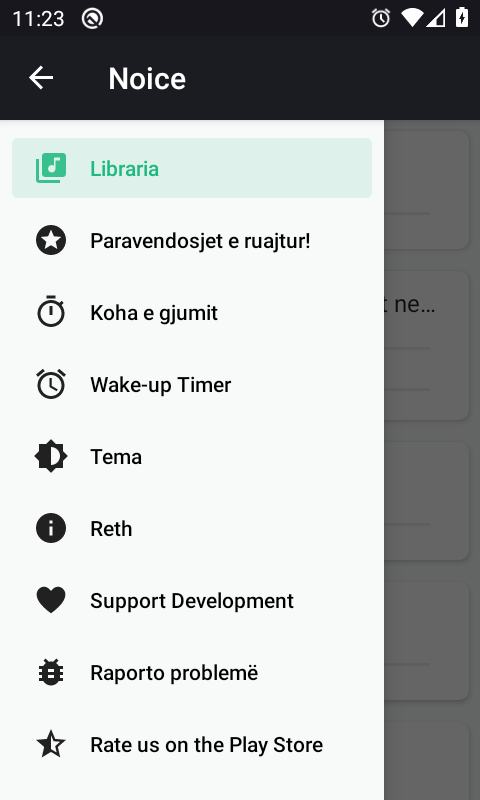 11:23
Noice
Libraria
t ne…
Paravendosjet e ruajtur!
Koha e gjumit
Wake-up Timer
Tema
Reth
Support Development
Raporto problemë
Rate us on the Play Store